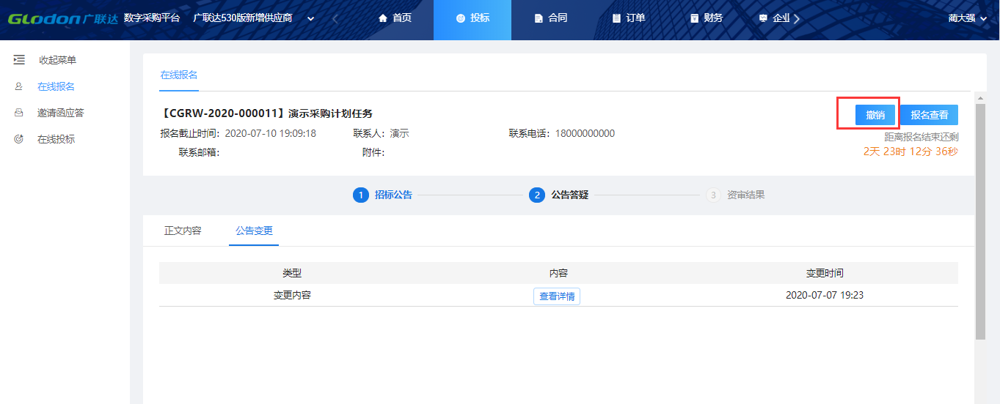 GLODON广联达 数字采购平台 广联达530版新增供应商 首页 投标 合同 订单 财务 企业 蔺大强
收起菜单
在线报名
邀请函应答
在线投标
在线报名
【CGRW-2020-000011】演示采购计划任务
撤销 报名查看
报名截止时间：2020-07-10 19:09:18 联系人：演示 联系电话：18000000000
距离报名结束还剩
联系邮箱： 附件：
2天 23时 12分 36秒
1 招标公告 2 公告答疑 3 资审结果
正文内容 公告变更
类型 内容 变更时间
变更内容 查看详情 2020-07-07 19:23